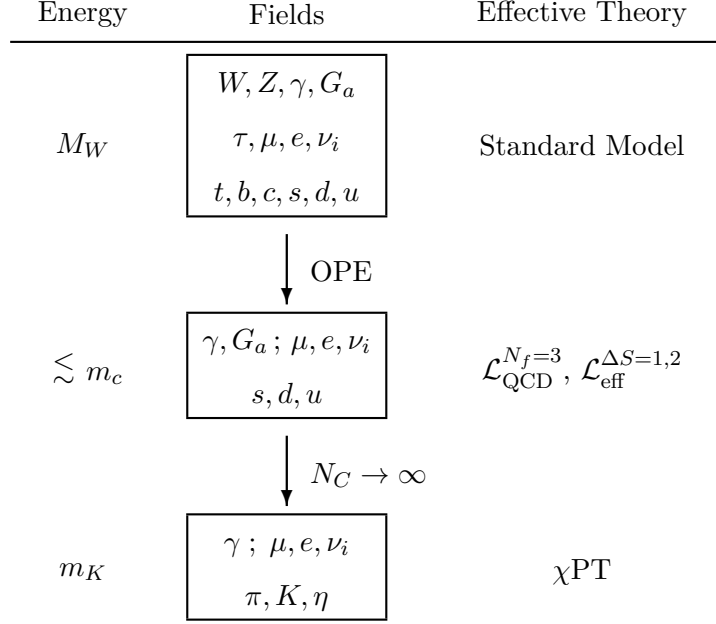 Energy Fields Effective Theory
W, Z, γ, G_a
τ, μ, e, ν_i
t, b, c, s, d, u
M_W Standard Model
OPE
γ, G_a ; μ, e, ν_i
s, d, u
≲ m_c ℒ_QCD^{N_f=3}, ℒ_eff^{ΔS=1,2}
N_C → ∞
γ ; μ, e, ν_i
π, K, η
m_K χPT